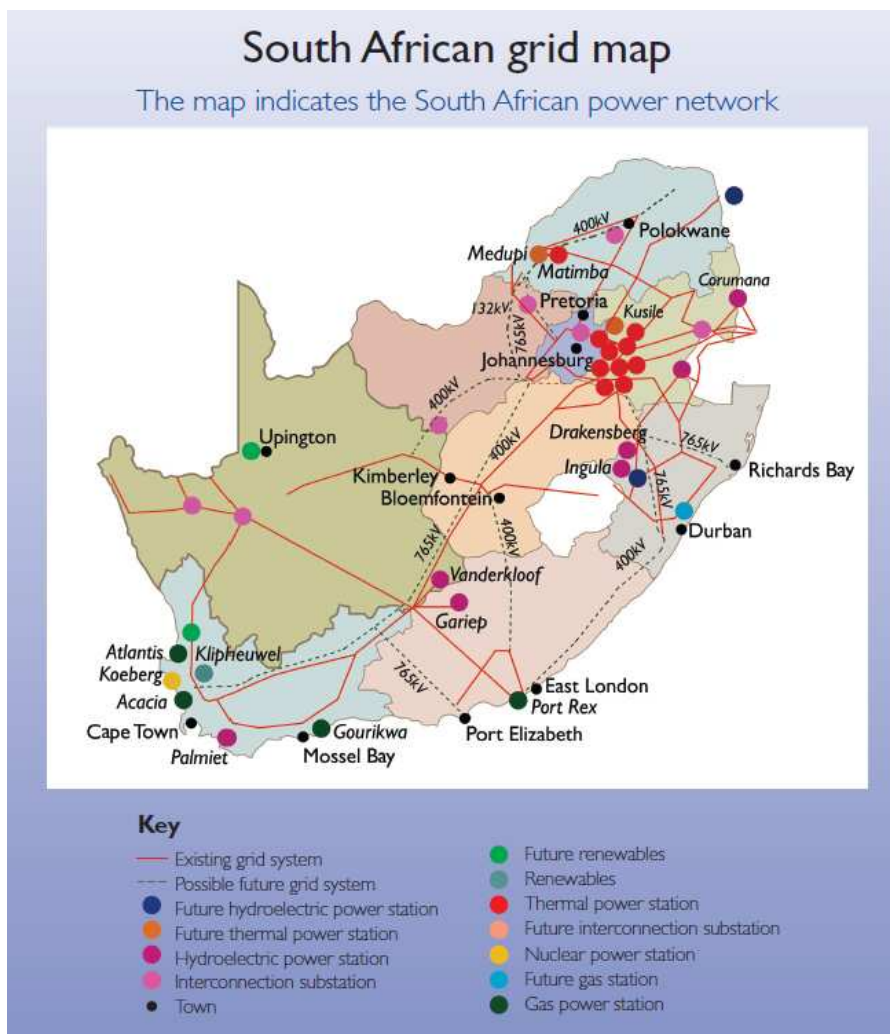 South African grid map
The map indicates the South African power network
400kV
Polokwane
Medupi
Matimba
Corumana
132kV
Pretoria
Kusile
765kV
Johannesburg
400kV
Upington
400kV
Drakensberg
765kV
Kimberley
Ingula
Richards Bay
Bloemfontein
765kV
Durban
765kV
400kV
400kV
Vanderkloof
Gariep
Atlantis
Klipheuwel
Koeberg
765kV
Acacia
East London
Port Rex
Cape Town
Gourikwa
Port Elizabeth
Palmiet
Mossel Bay
Key
Existing grid system
Possible future grid system
Future hydroelectric power station
Future thermal power station
Hydroelectric power station
Interconnection substation
Town
Future renewables
Renewables
Thermal power station
Future interconnection substation
Nuclear power station
Future gas station
Gas power station